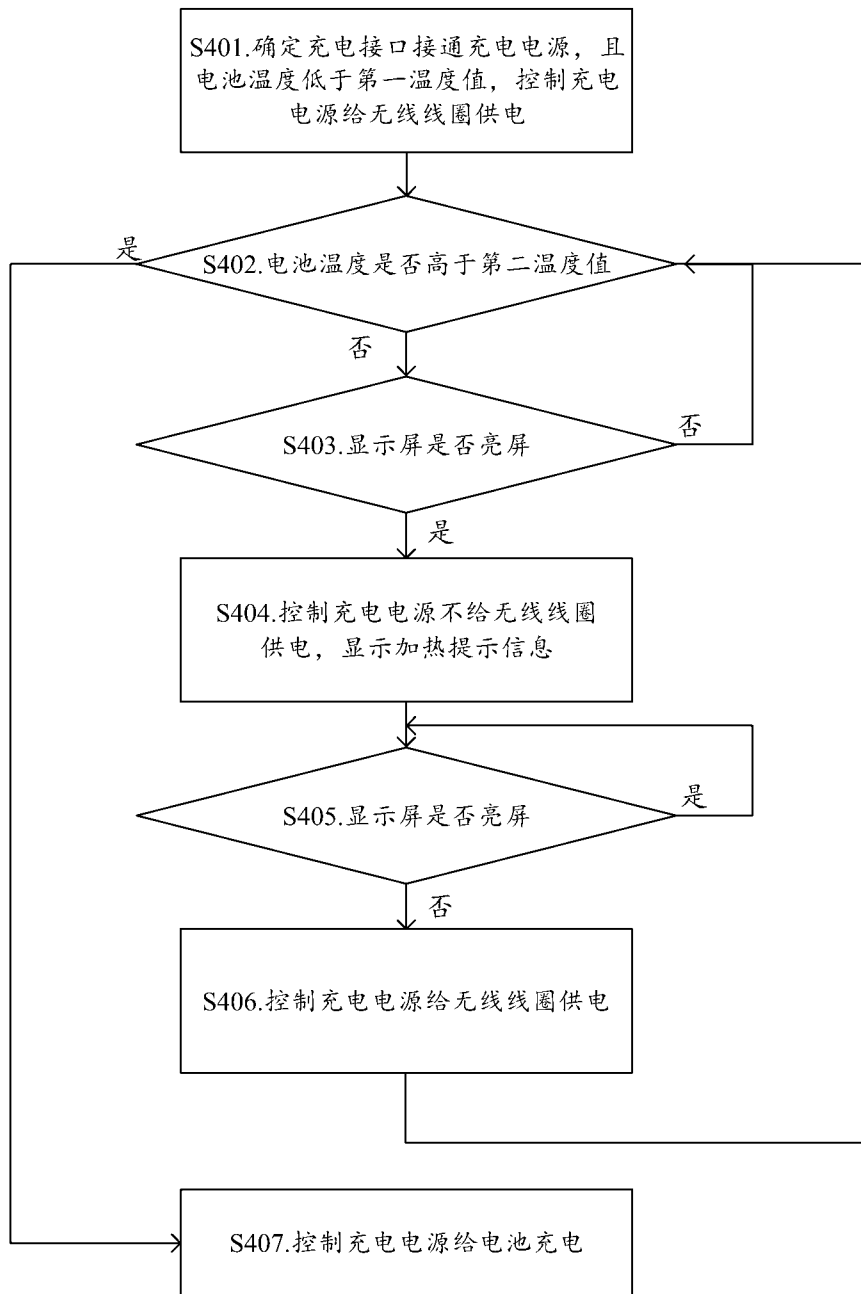 S401.确定充电接口接通充电电源，且
电池温度低于第一温度值，控制充电
电源给无线线圈供电
是
S402.电池温度是否高于第二温度值
否
S403.显示屏是否亮屏
否
是
S404.控制充电电源不给无线线圈
供电，显示加热提示信息
S405.显示屏是否亮屏
是
否
S406.控制充电电源给无线线圈供电
S407.控制充电电源给电池充电